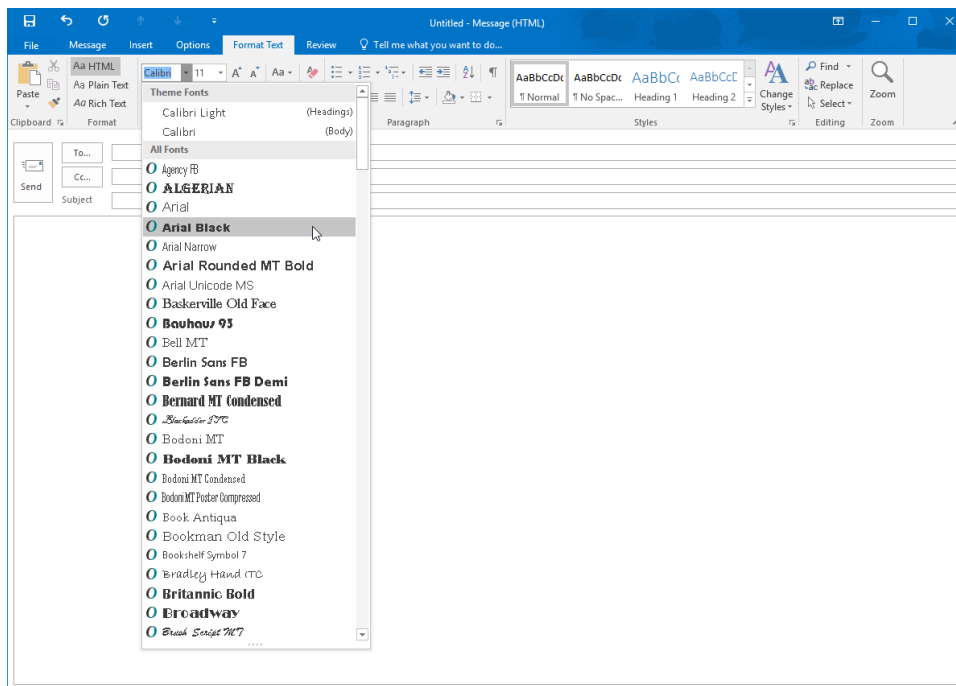 Untitled - Message (HTML)
File Message Insert Options Format Text Review Tell me what you want to do...
Paste
Clipboard
Aa HTML
Aa Plain Text
Aa Rich Text
Format
Calibri 11 A A Aa
Paragraph
AaBbCcDc AaBbCcDc AaBbCc AaBbCcC
¶ Normal ¶ No Spac... Heading 1 Heading 2
Change Styles
Styles
Find
Replace
Select
Editing
Zoom
Zoom
Send
To...
Cc...
Subject
Theme Fonts
Calibri Light (Headings)
Calibri (Body)
All Fonts
O Agency FB
O ALGERIAN
O Arial
O Arial Black
O Arial Narrow
O Arial Rounded MT Bold
O Arial Unicode MS
O Baskerville Old Face
O Bauhaus 93
O Bell MT
O Berlin Sans FB
O Berlin Sans FB Demi
O Bernard MT Condensed
O Blackadder ITC
O Bodoni MT
O Bodoni MT Black
O Bodoni MT Condensed
O Bodoni MT Poster Compressed
O Book Antiqua
O Bookman Old Style
O Bookshelf Symbol 7
O Bradley Hand ITC
O Britannic Bold
O Broadway
O Brush Script MT